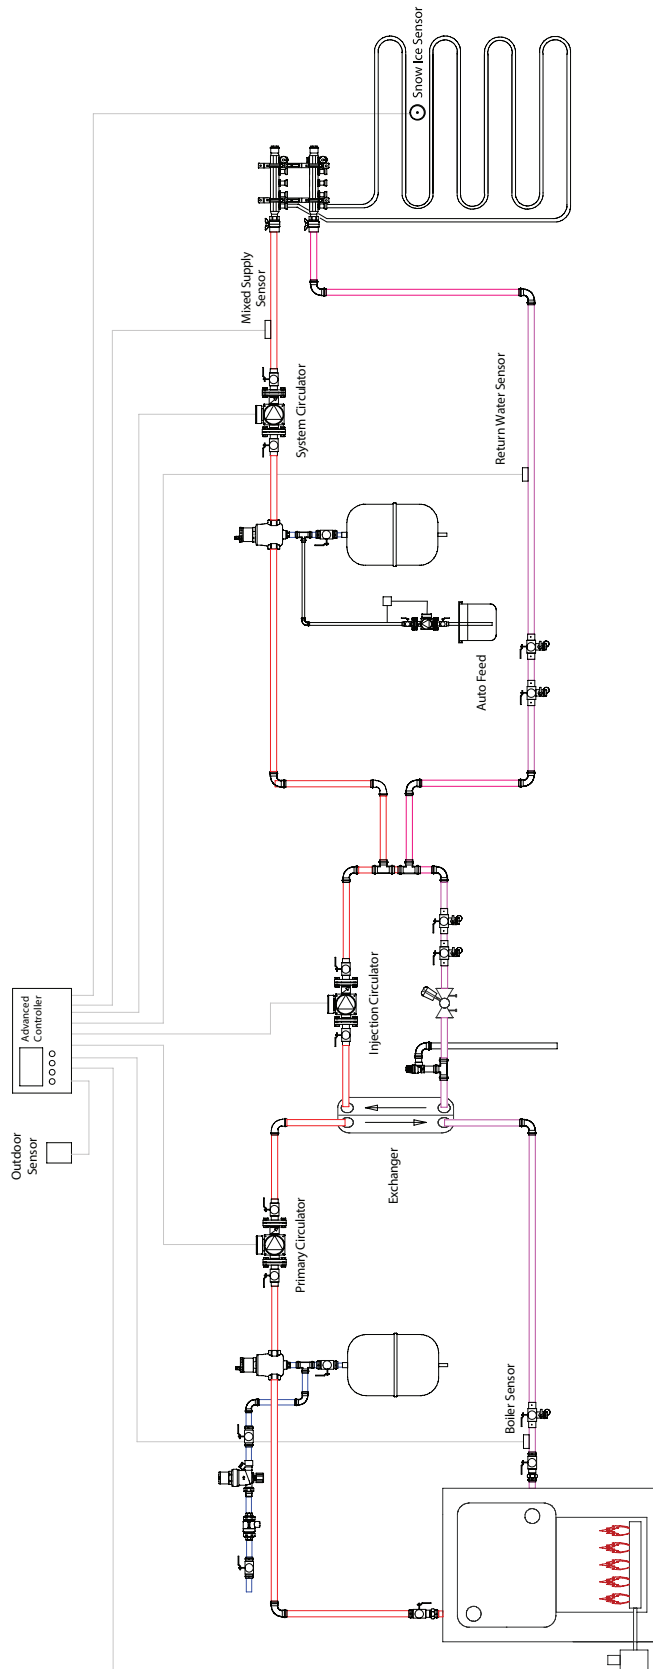 Snow Ice Sensor
Mixed Supply
Sensor
System Circulator
Return Water Sensor
Auto Feed
Injection Circulator
Advanced
Controller
Outdoor
Sensor
Exchanger
Primary Circulator
Boiler Sensor